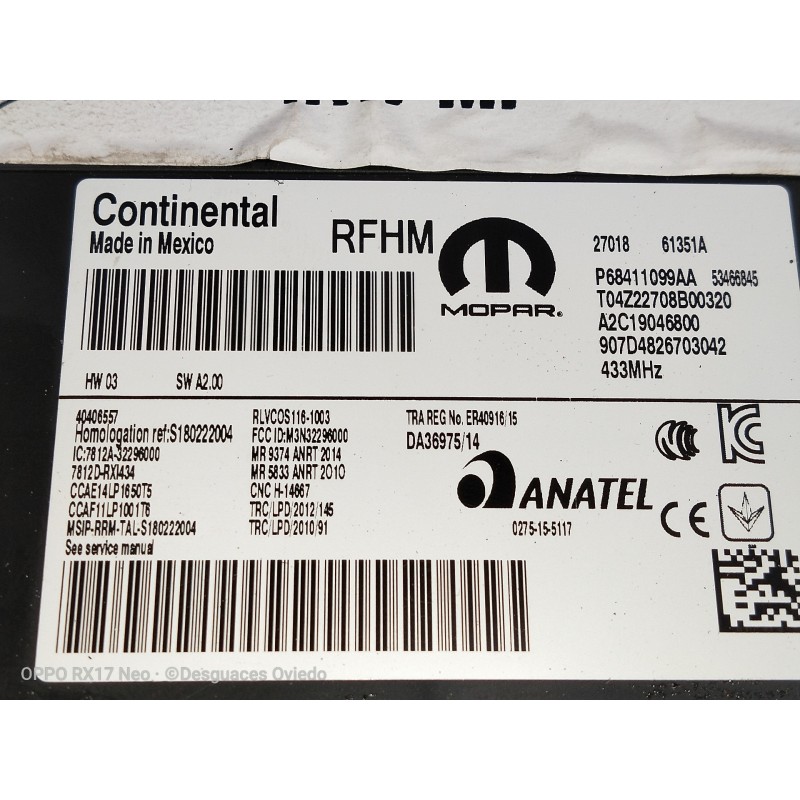 Continental
Made in Mexico
RFHM
MOPAR®
27018 61351A
P68411099AA 53466845
T04Z22708B00320
A2C19046800
907D4826703042
433MHz
HW 03 SW A2.00
40406557
Homologation ref:S180222004
IC:7812A-32296000
7812D-RXI434
CCAE14LP1650T5
CCAF11LP1001T6
MSIP-RRM-TAL-S180222004
See service manual
RLVCOS116-1003
FCC ID:M3N32296000
MR 9374 ANRT 2014
MR 5833 ANRT 2010
CNC H-14667
TRC/LPD/2012/145
TRC/LPD/2010/91
TRA REG No. ER40916/15
DA36975/14
ANATEL
0275-15-5117
CE
OPPO RX17 Neo · ©Desguaces Oviedo